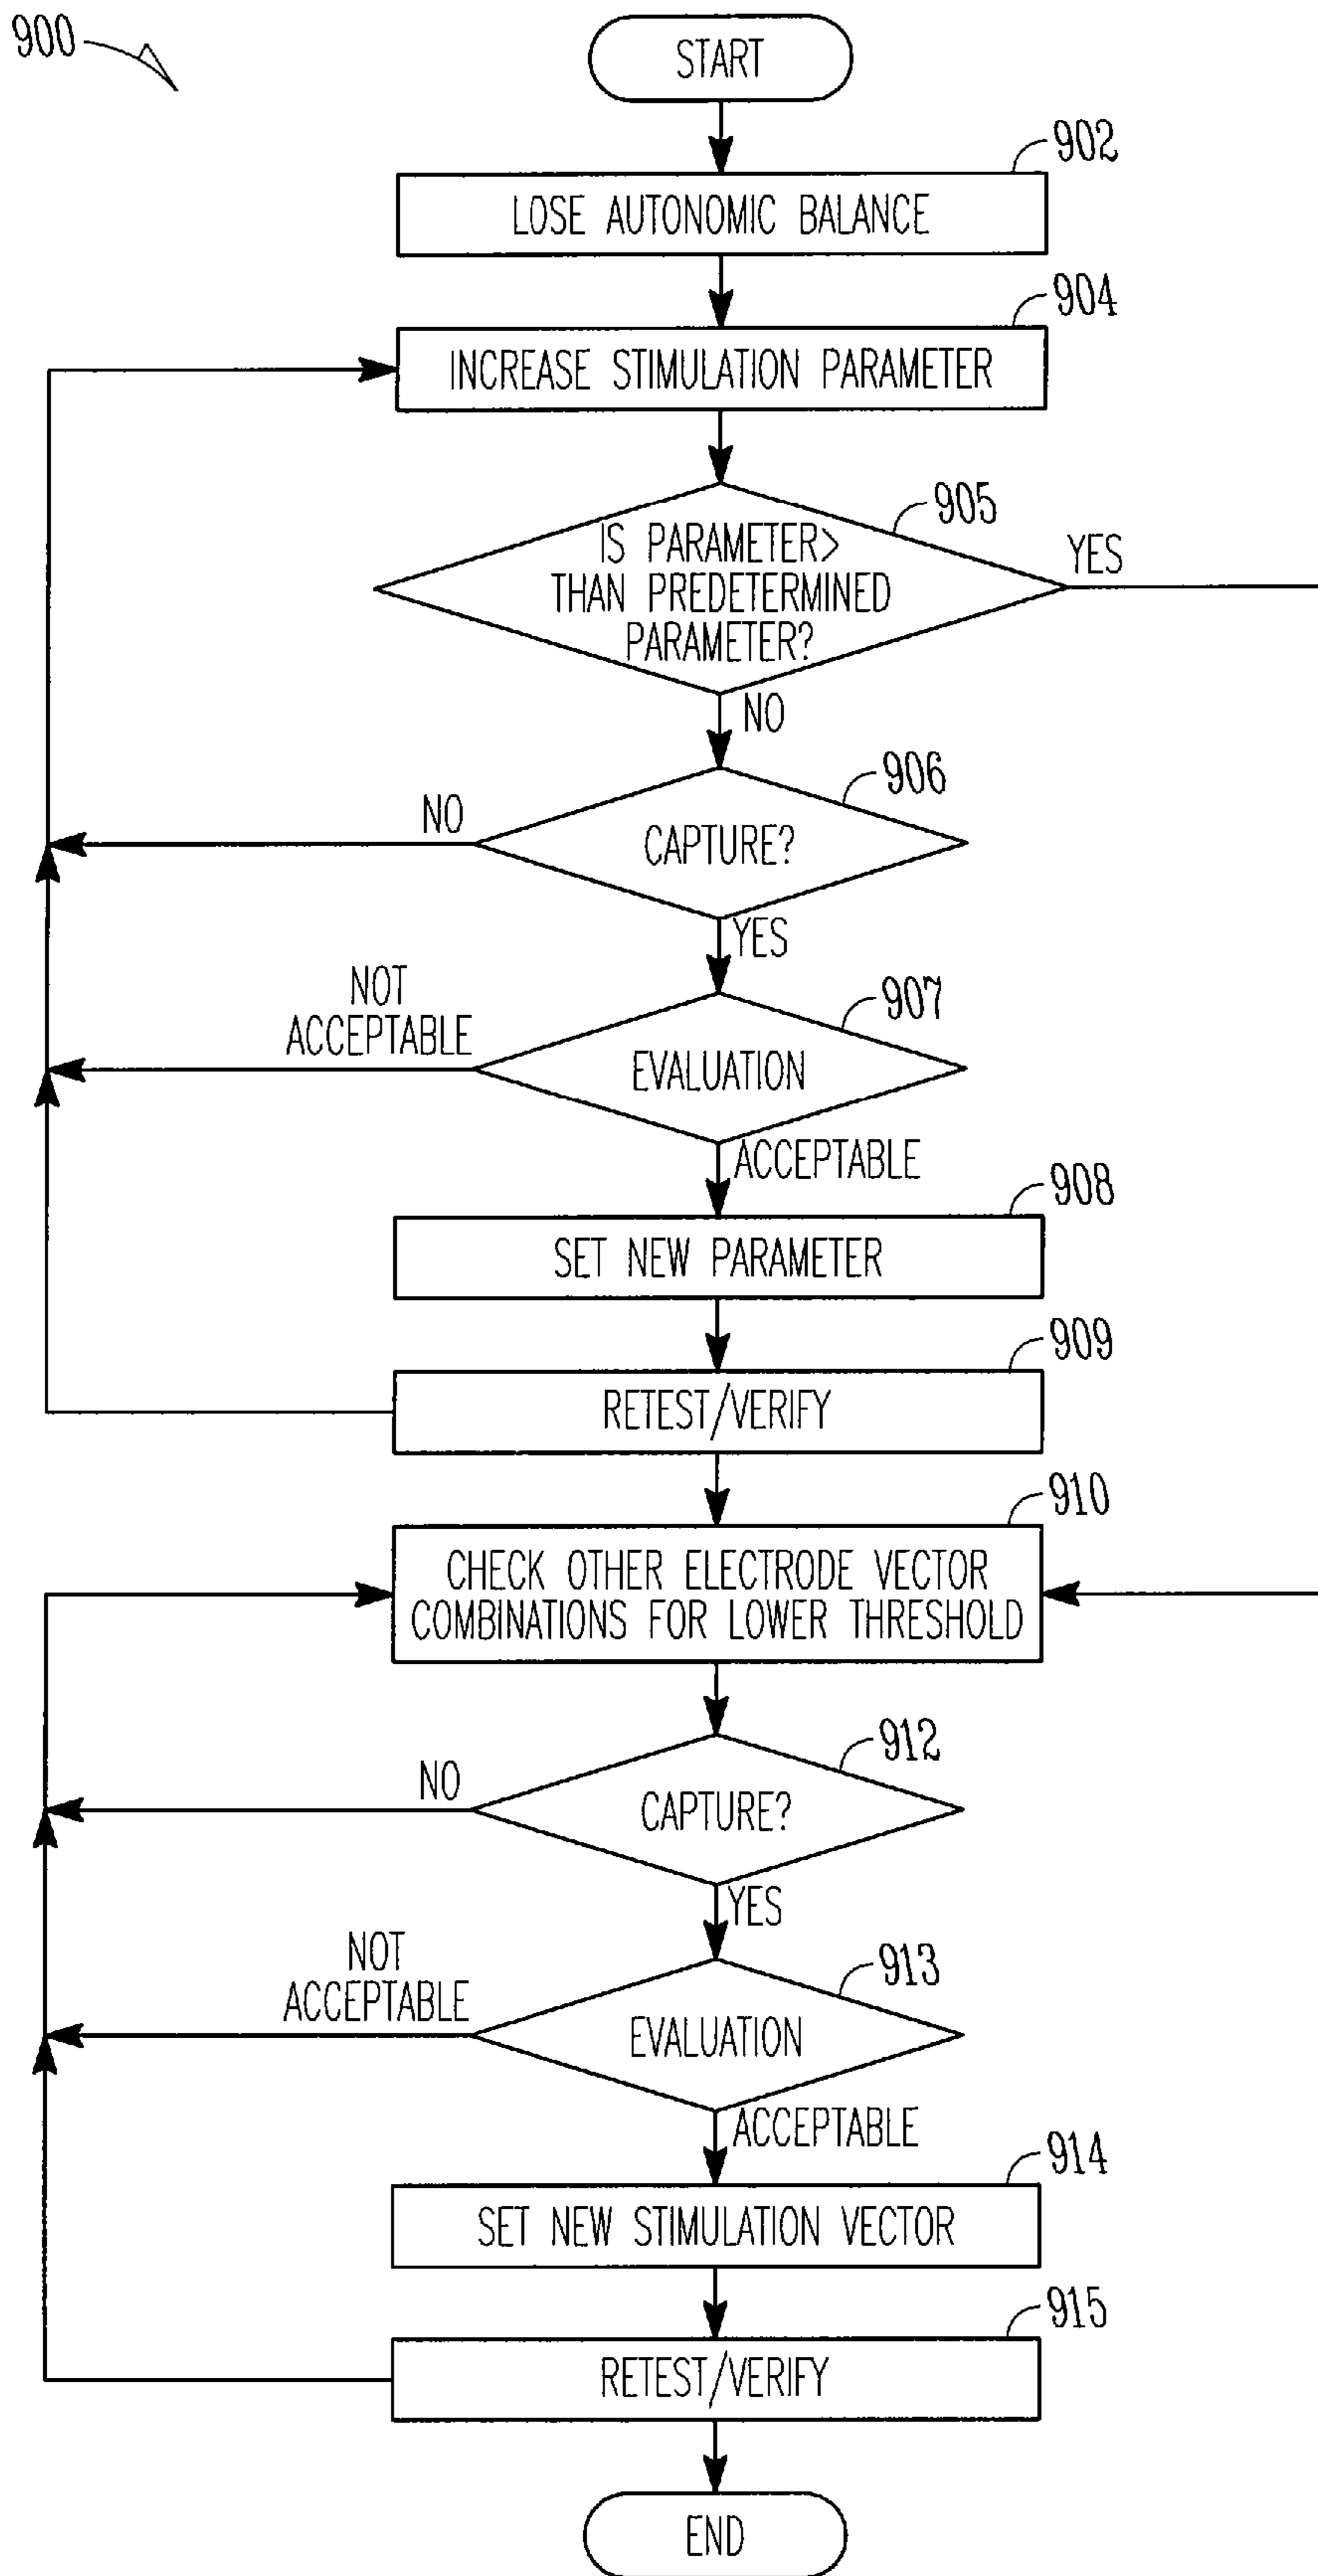 900
START
902
LOSE AUTONOMIC BALANCE
904
INCREASE STIMULATION PARAMETER
905
IS PARAMETER>
THAN PREDETERMINED
PARAMETER?
YES
NO
906
NO
CAPTURE?
YES
907
NOT
ACCEPTABLE
EVALUATION
ACCEPTABLE
908
SET NEW PARAMETER
909
RETEST/VERIFY
910
CHECK OTHER ELECTRODE VECTOR
COMBINATIONS FOR LOWER THRESHOLD
912
NO
CAPTURE?
YES
913
NOT
ACCEPTABLE
EVALUATION
ACCEPTABLE
914
SET NEW STIMULATION VECTOR
915
RETEST/VERIFY
END